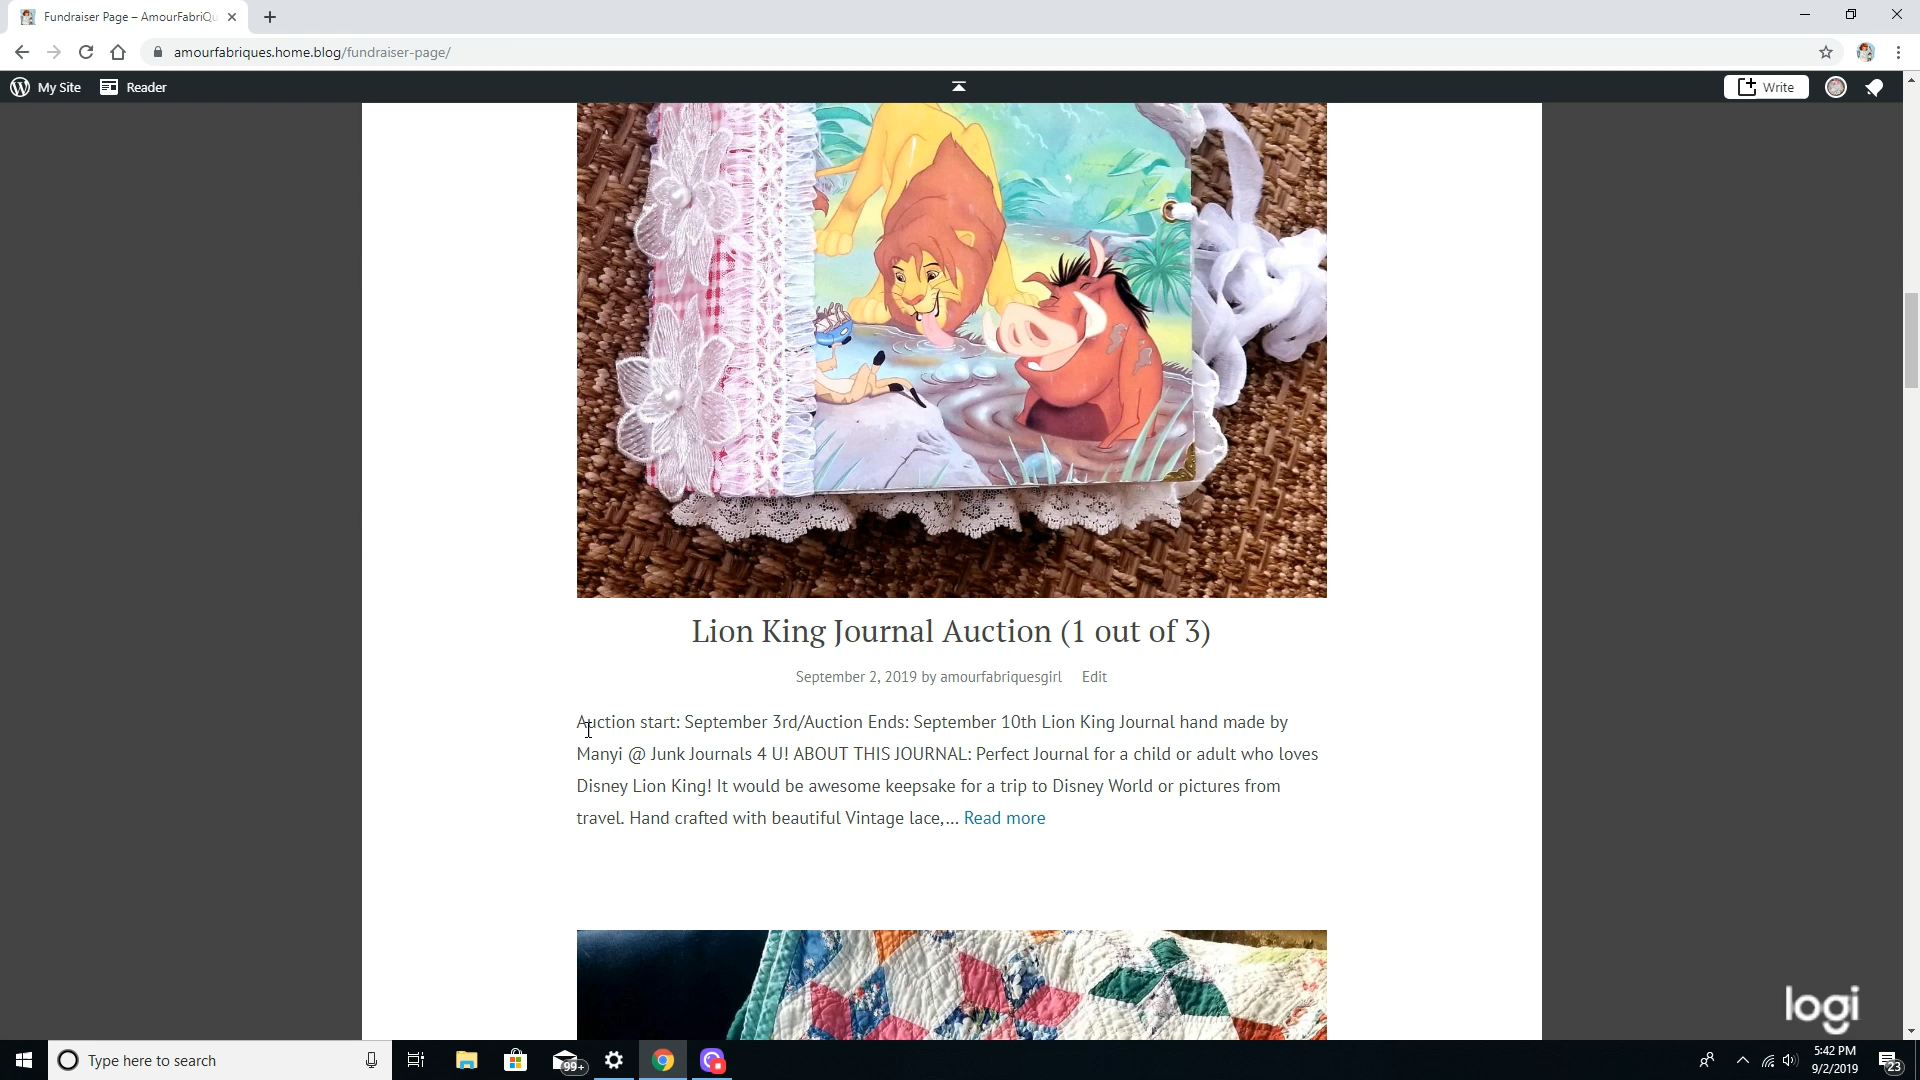 Fundraiser Page – AmourFabriQu
amourfabriques.home.blog/fundraiser-page/
My Site
Reader
Write
Lion King Journal Auction (1 out of 3)
September 2, 2019 by amourfabriquesgirl Edit
Auction start: September 3rd/Auction Ends: September 10th Lion King Journal hand made by
Manyi @ Junk Journals 4 U! ABOUT THIS JOURNAL: Perfect Journal for a child or adult who loves
Disney Lion King! It would be awesome keepsake for a trip to Disney World or pictures from
travel. Hand crafted with beautiful Vintage lace,… Read more
logi
Type here to search
99+
5:42 PM
9/2/2019
23